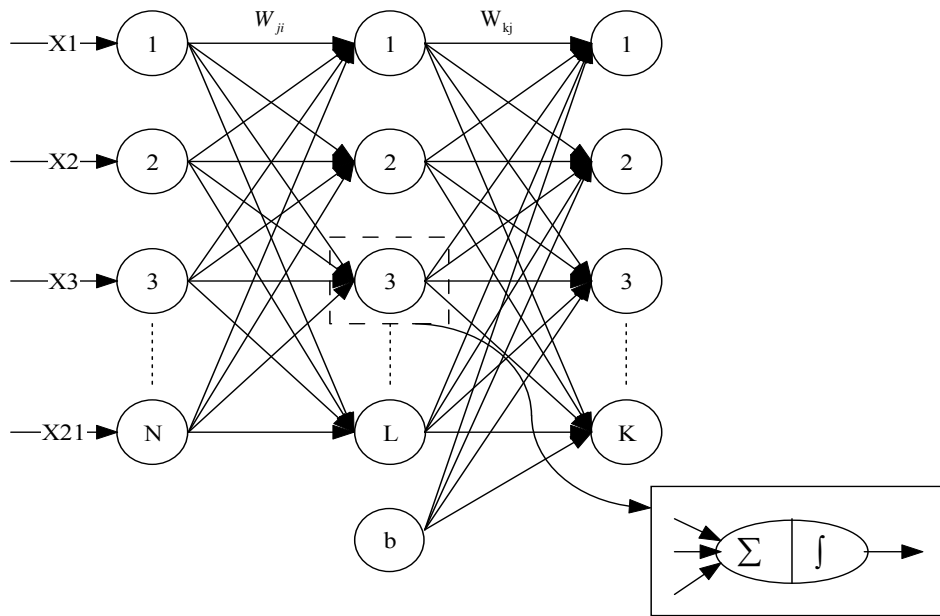 W_ji W_kj
X1 1 1 1
X2 2 2 2
X3 3 3 3
X21 N L K
b
∑ ∫